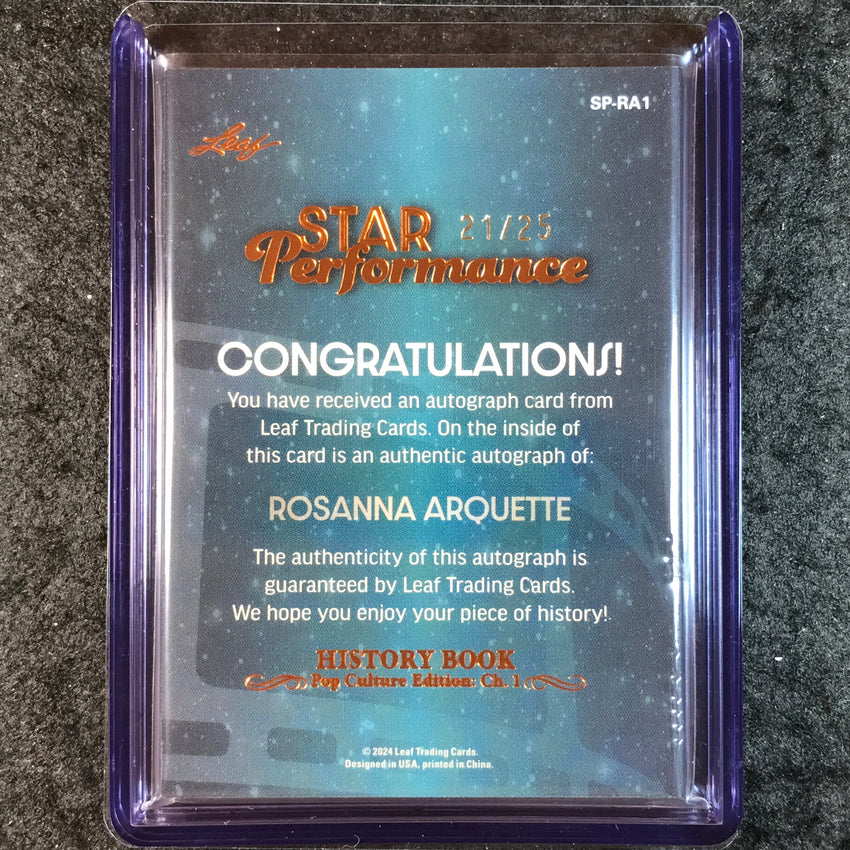 SP-RA1
Leaf
STAR 21/25
Performance
CONGRATULATIONS!
You have received an autograph card from
Leaf Trading Cards. On the inside of
this card is an authentic autograph of:
ROSANNA ARQUETTE
The authenticity of this autograph is
guaranteed by Leaf Trading Cards.
We hope you enjoy your piece of history!
HISTORY BOOK
Pop Culture Edition: Ch. 1
© 2024 Leaf Trading Cards.
Designed in USA, printed in China.